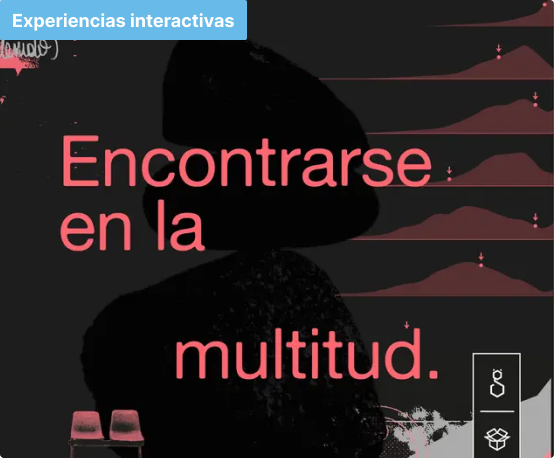 Experiencias interactivas
Encontrarse
en la
multitud.